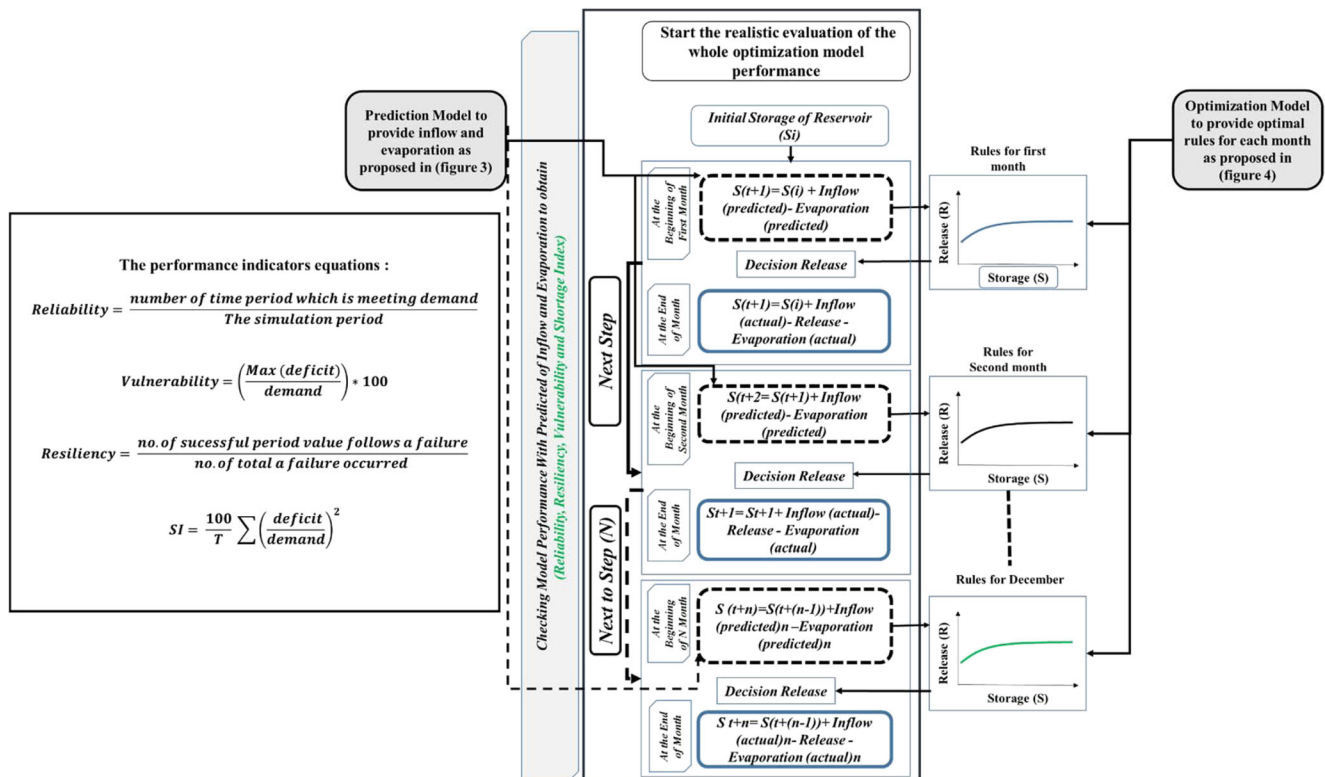 Start the realistic evaluation of the
whole optimization model
performance
Prediction Model to
provide inflow and
evaporation as
proposed in (figure 3)
Initial Storage of Reservoir
(Si)
Optimization Model
to provide optimal
rules for each month
as proposed in
(figure 4)
The performance indicators equations :
Reliability = number of time period which is meeting demand / The simulation period
Vulnerability = (Max (deficit) / demand) * 100
Resiliency = no. of sucessful period value follows a failure / no. of total a failure occurred
SI = 100 / T ∑ (deficit / demand)²
Checking Model Performance With Predicted of Inflow and Evaporation to obtain
(Reliability, Resiliency, Vulnerability and Shortage Index)
Next Step
Next to Step (N)
At the
Beginning of
First Month
S(t+1)= S(i) + Inflow
(predicted)- Evaporation
(predicted)
Decision Release
At the End
of Month
S(t+1)= S(i)+ Inflow
(actual)- Release -
Evaporation (actual)
At the
Beginning of
Second Month
S(t+2= S(t+1)+ Inflow
(predicted)- Evaporation
(predicted)
Decision Release
At the End
of Month
St+1= St+1+ Inflow (actual)-
Release - Evaporation
(actual)
At the
Beginning
of N Month
S (t+n)=S(t+(n-1))+Inflow
(predicted)n –Evaporation
(predicted)n
Decision Release
At the End
of Month
S t+n= S(t+(n-1))+ Inflow
(actual)n- Release -
Evaporation (actual)n
Rules for first
month
Release (R)
Storage (S)
Rules for
Second month
Release (R)
Storage (S)
Rules for December
Release (R)
Storage (S)